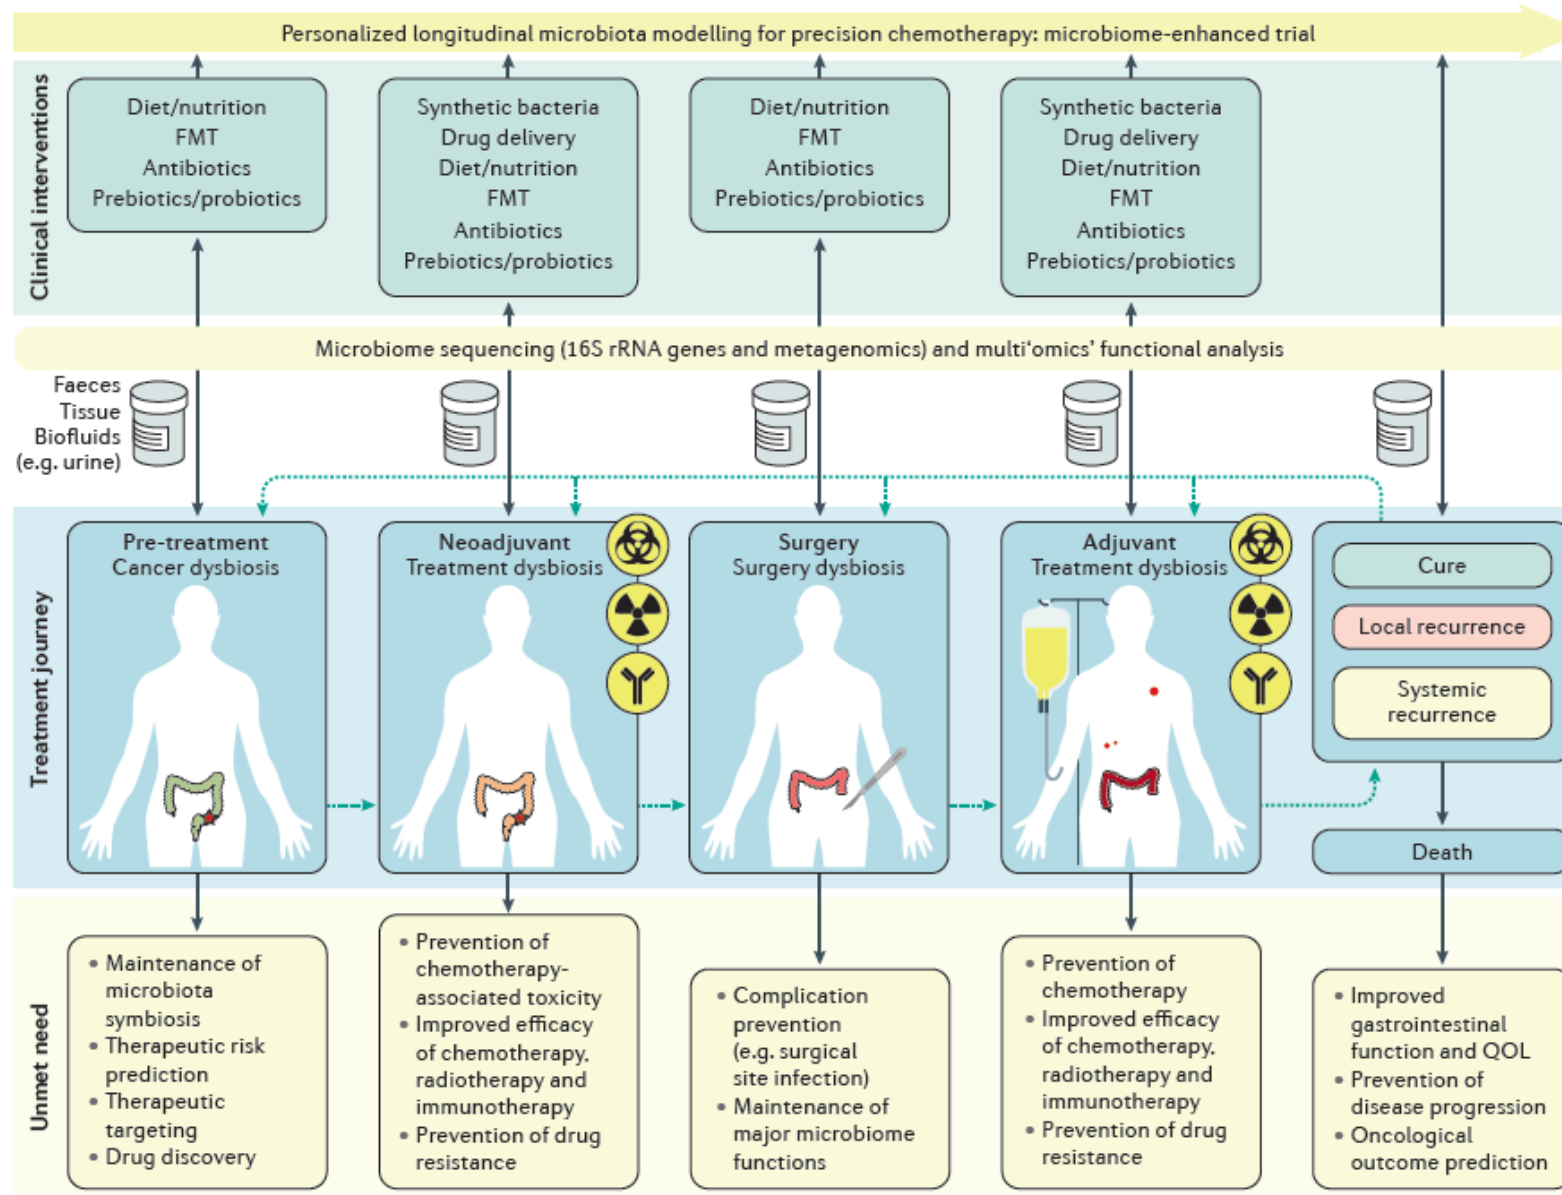 Personalized longitudinal microbiota modelling for precision chemotherapy: microbiome-enhanced trial
Clinical interventions
Diet/nutrition
FMT
Antibiotics
Prebiotics/probiotics
Synthetic bacteria
Drug delivery
Diet/nutrition
FMT
Antibiotics
Prebiotics/probiotics
Diet/nutrition
FMT
Antibiotics
Prebiotics/probiotics
Synthetic bacteria
Drug delivery
Diet/nutrition
FMT
Antibiotics
Prebiotics/probiotics
Microbiome sequencing (16S rRNA genes and metagenomics) and multi‘omics’ functional analysis
Faeces
Tissue
Biofluids
(e.g. urine)
Treatment journey
Pre-treatment
Cancer dysbiosis
Neoadjuvant
Treatment dysbiosis
Surgery
Surgery dysbiosis
Adjuvant
Treatment dysbiosis
Cure
Local recurrence
Systemic
recurrence
Death
Unmet need
• Maintenance of
microbiota
symbiosis
• Therapeutic risk
prediction
• Therapeutic
targeting
• Drug discovery
• Prevention of
chemotherapy-
associated toxicity
• Improved efficacy
of chemotherapy,
radiotherapy and
immunotherapy
• Prevention of drug
resistance
• Complication
prevention
(e.g. surgical
site infection)
• Maintenance of
major microbiome
functions
• Prevention of
chemotherapy
• Improved efficacy
of chemotherapy,
radiotherapy and
immunotherapy
• Prevention of drug
resistance
• Improved
gastrointestinal
function and QOL
• Prevention of
disease progression
• Oncological
outcome prediction